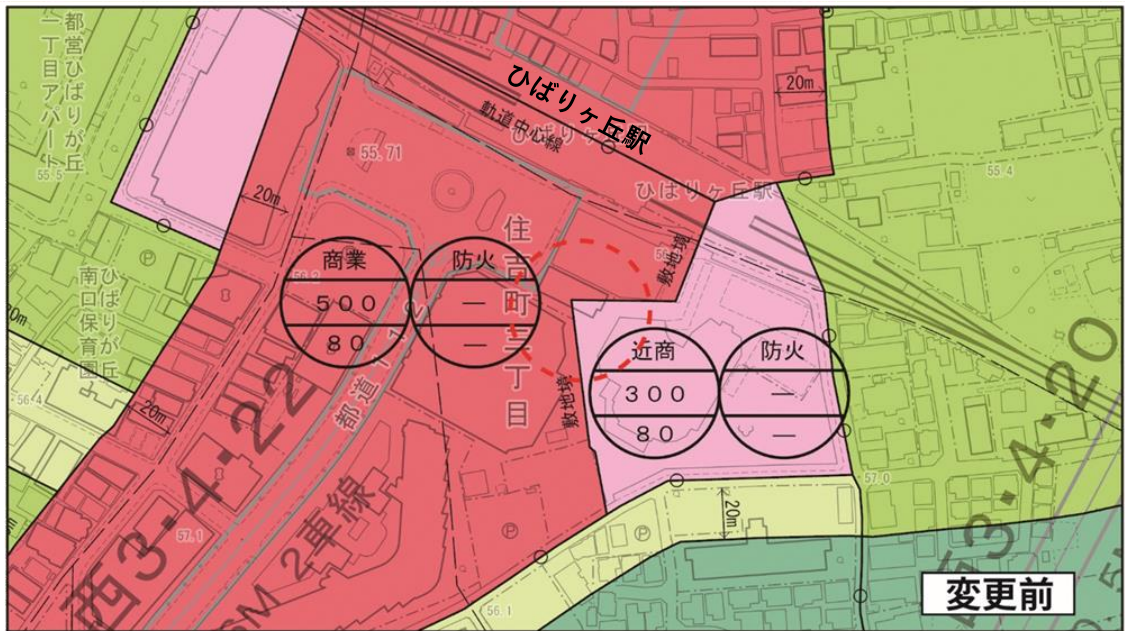 都営ひばりが丘
一丁目アパート
55.5
ひばりヶ丘駅
軌道中心線
ひばりヶ丘駅
20m
55.71
55.4
20m
住吉町三丁目
敷地境
商業
500
80
防火
―
―
56.2
ひばりが丘
南口保育園
近商
300
80
防火
―
―
敷地境
56.4
20m
西3・4・22
都道
2車線
57.1
57.0
20m
3・4・20
56.1
変更前